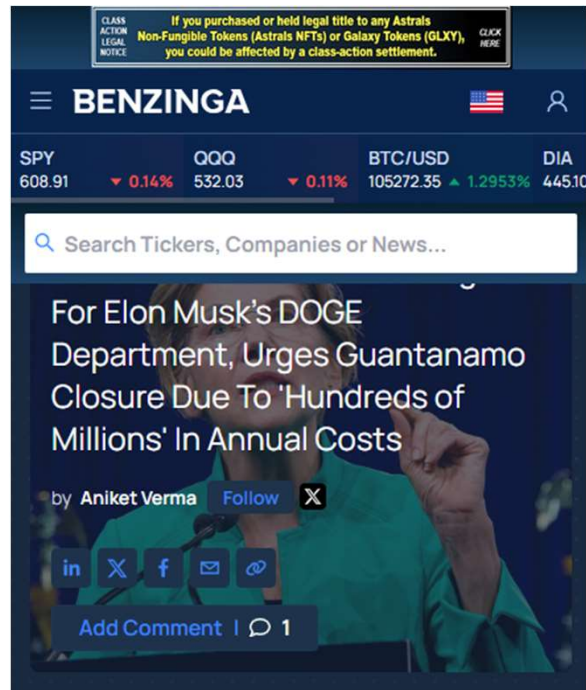 CLASS
ACTION
LEGAL
NOTICE
If you purchased or held legal title to any Astrals
Non-Fungible Tokens (Astrals NFTs) or Galaxy Tokens (GLXY),
you could be affected by a class-action settlement.
CLICK
HERE
BENZINGA
SPY QQQ BTC/USD DIA
608.91 ▼ 0.14% 532.03 ▼ 0.11% 105272.35 ▲ 1.2953% 445.10
Search Tickers, Companies or News...
For Elon Musk's DOGE
Department, Urges Guantanamo
Closure Due To 'Hundreds of
Millions' In Annual Costs
by Aniket Verma Follow X
in X f
Add Comment | 1